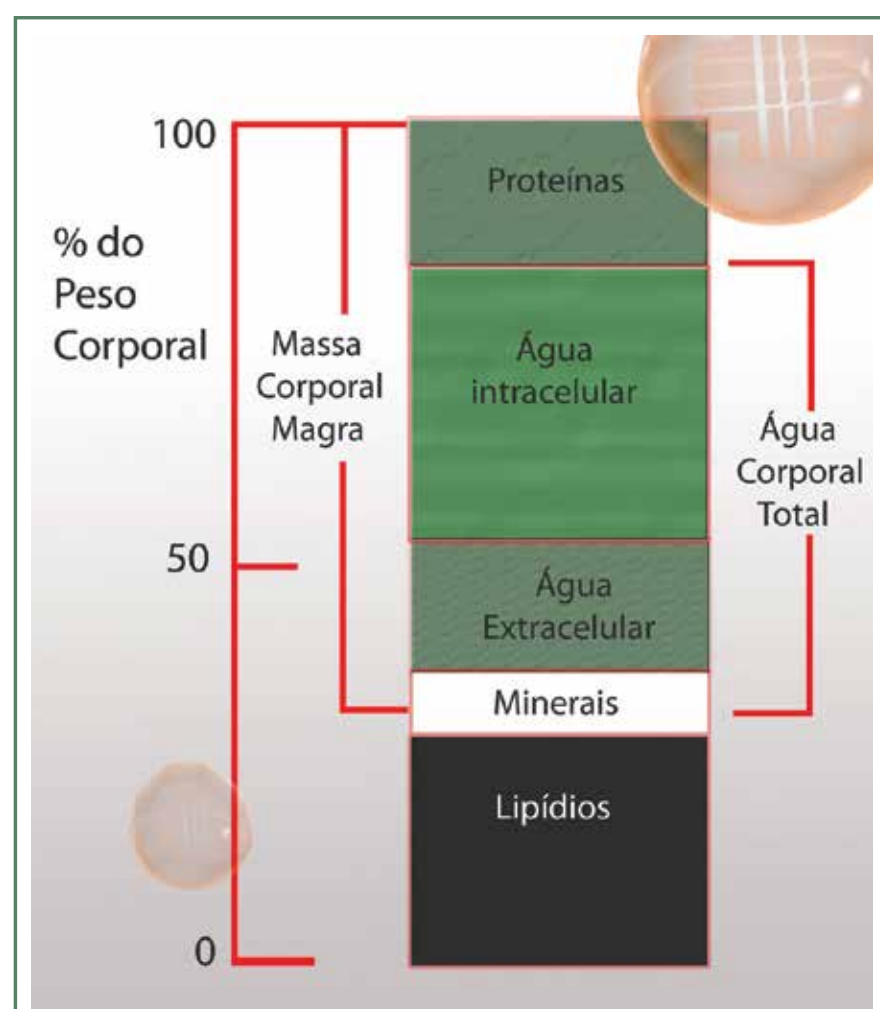 100
% do
Peso
Corporal
50
0
Massa
Corporal
Magra
Proteínas
Água
intracelular
Água
Extracelular
Minerais
Lipídios
Água
Corporal
Total